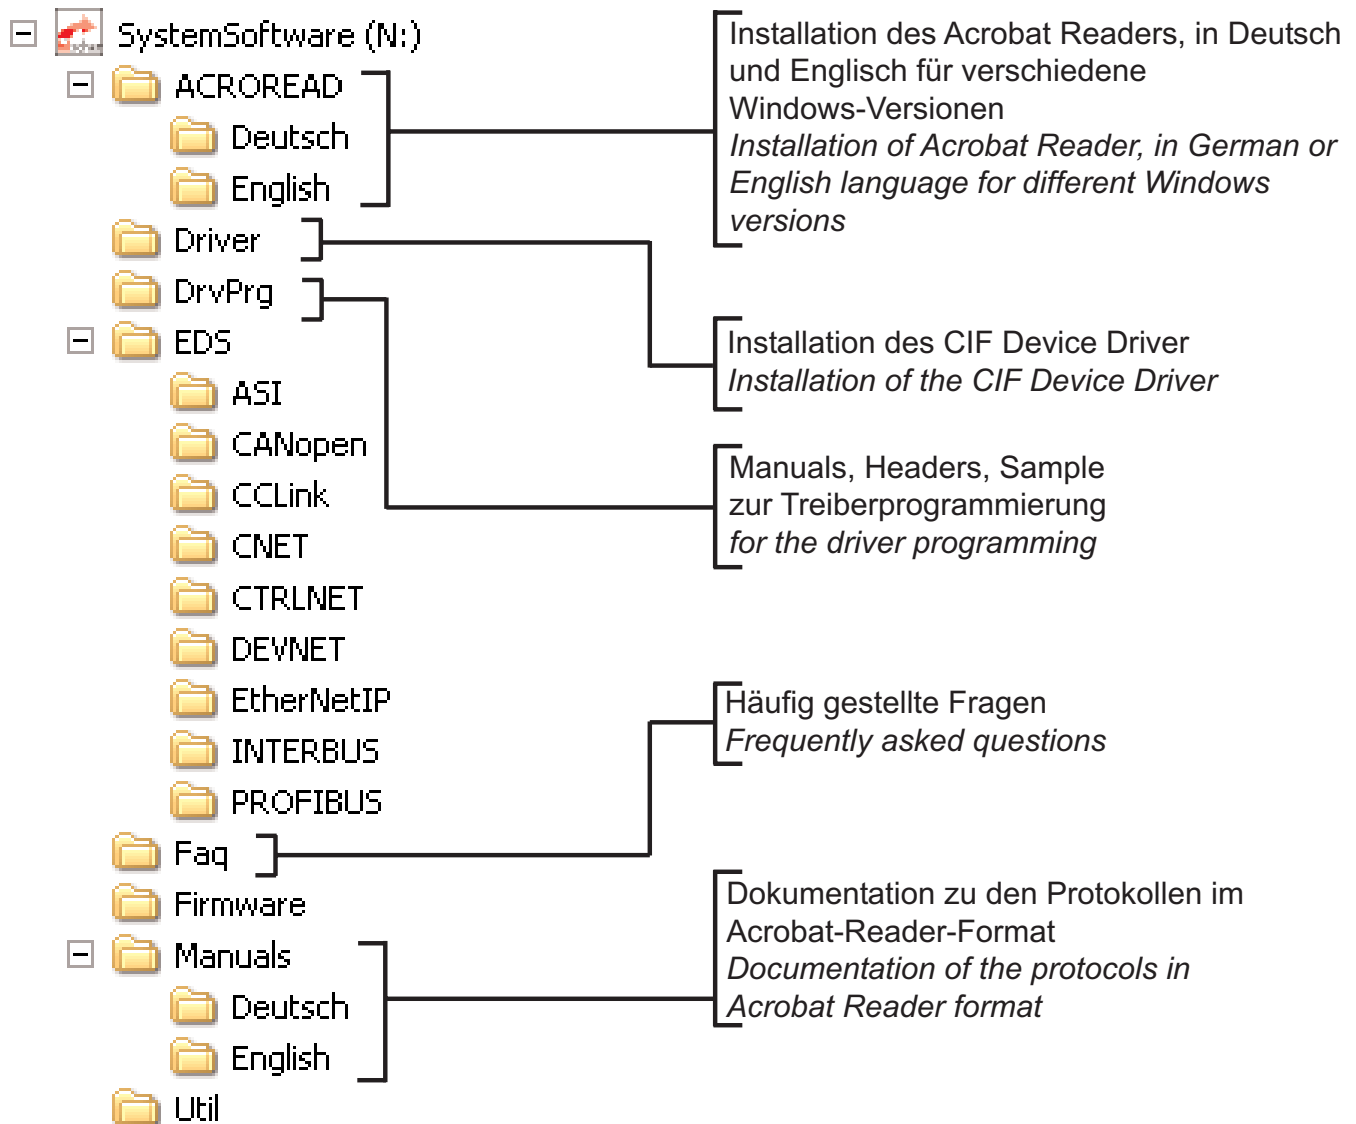 SystemSoftware (N:)
ACROREAD
Deutsch
English
Driver
DrvPrg
EDS
ASI
CANopen
CCLink
CNET
CTRLNET
DEVNET
EtherNetIP
INTERBUS
PROFIBUS
Faq
Firmware
Manuals
Deutsch
English
Util
Installation des Acrobat Readers, in Deutsch
und Englisch für verschiedene
Windows-Versionen
Installation of Acrobat Reader, in German or
English language for different Windows
versions
Installation des CIF Device Driver
Installation of the CIF Device Driver
Manuals, Headers, Sample
zur Treiberprogrammierung
for the driver programming
Häufig gestellte Fragen
Frequently asked questions
Dokumentation zu den Protokollen im
Acrobat-Reader-Format
Documentation of the protocols in
Acrobat Reader format